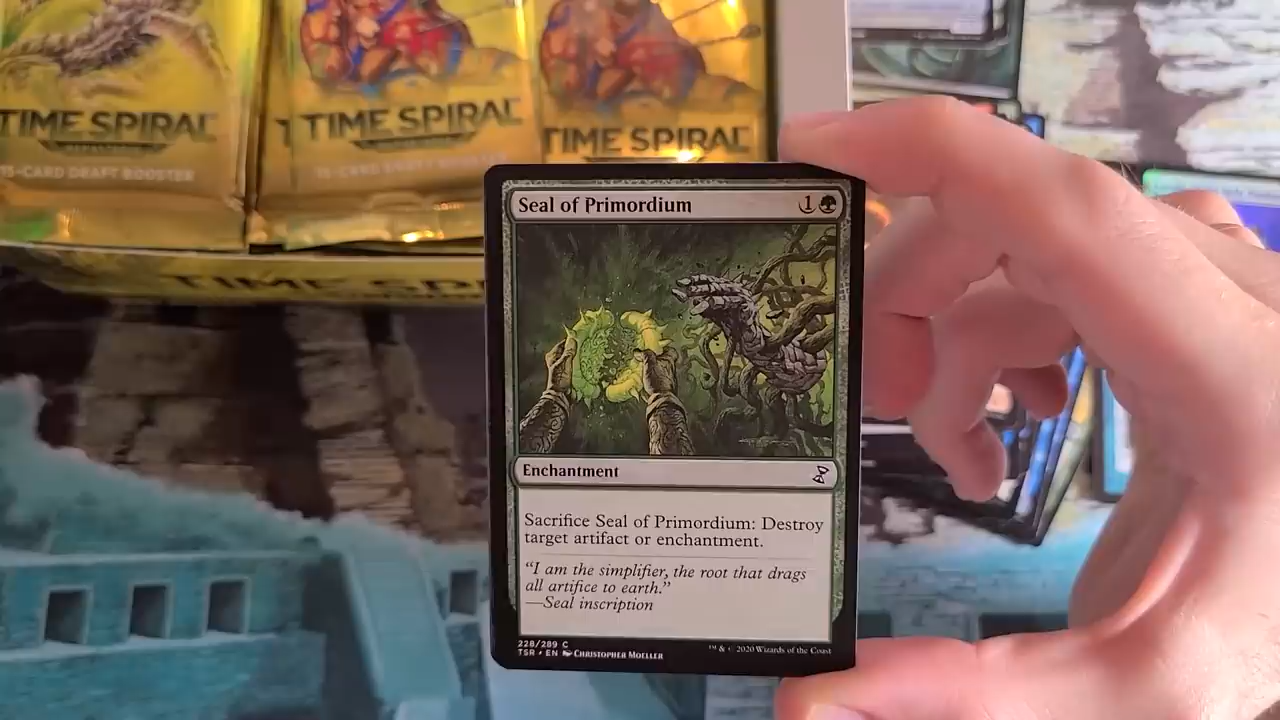 TIME SPIRAL
15-CARD DRAFT BOOSTER
TIME SPIRAL
15-CARD DRAFT
TIME SPIRAL
TIME SP
Seal of Primordium 1
Enchantment
Sacrifice Seal of Primordium: Destroy
target artifact or enchantment.
“I am the simplifier, the root that drags
all artifice to earth.”
—Seal inscription
228/289 C
TSR • EN Christopher Moeller
™ & © 2020 Wizards of the Coast